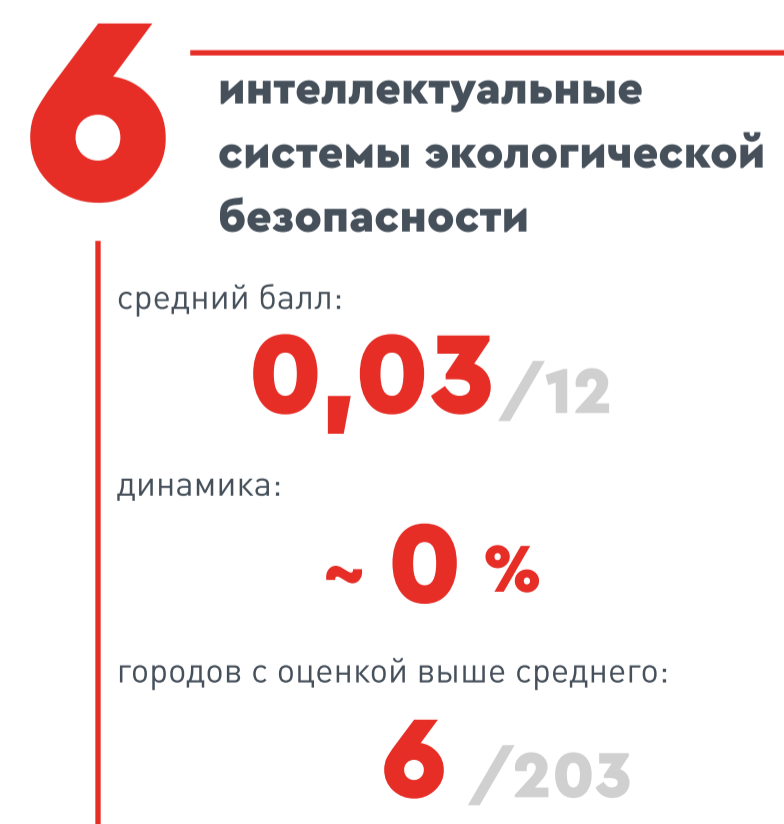 6
интеллектуальные
системы экологической
безопасности
средний балл:
0,03/12
динамика:
~ 0 %
городов с оценкой выше среднего:
6 /203